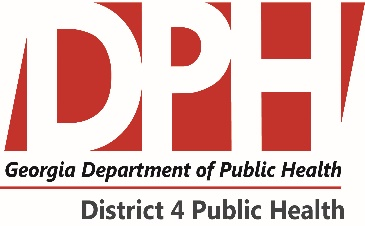 DPH
Georgia Department of Public Health
District 4 Public Health